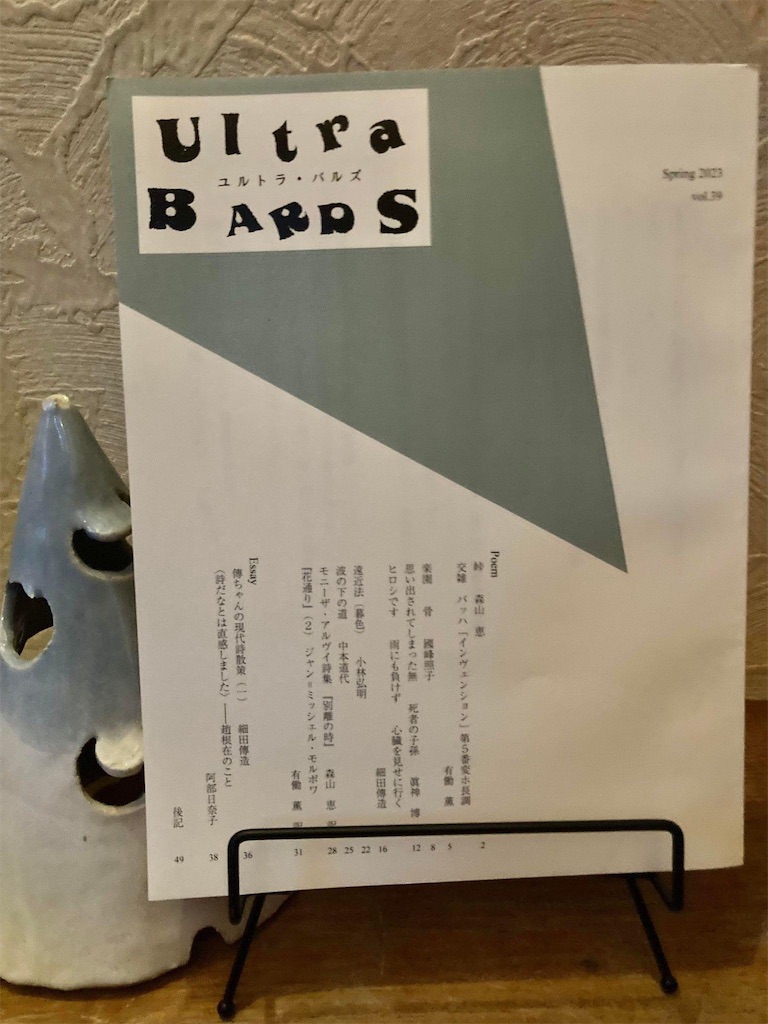 Ultra
ユルトラ・バルズ
BARDS
Spring 2023
vol.39
Poem
峠 森山 恵 2
交雑 バッハ「インヴェンション」第5番変ホ長調 有働 薫 5
楽園 骨 國峰照子 8
思い出されてしまった無 死者の子孫 眞神 博 12
ヒロシです 雨にも負けず 心臓を見せに行く 細田傳造 16
遠近法(暮色) 小林弘明 22
波の下の道 中本道代 25
モニーザ・アルヴィ詩集『別離の時』 森山 恵 訳 28
『花通り』(2) ジャン=ミッシェル・モルポワ 有働 薫 訳 31
Essay
傳ちゃんの現代詩散策(一) 細田傳造 36
(詩だなとは直感しました)——趙根在のこと 阿部日奈子 38
後記 49